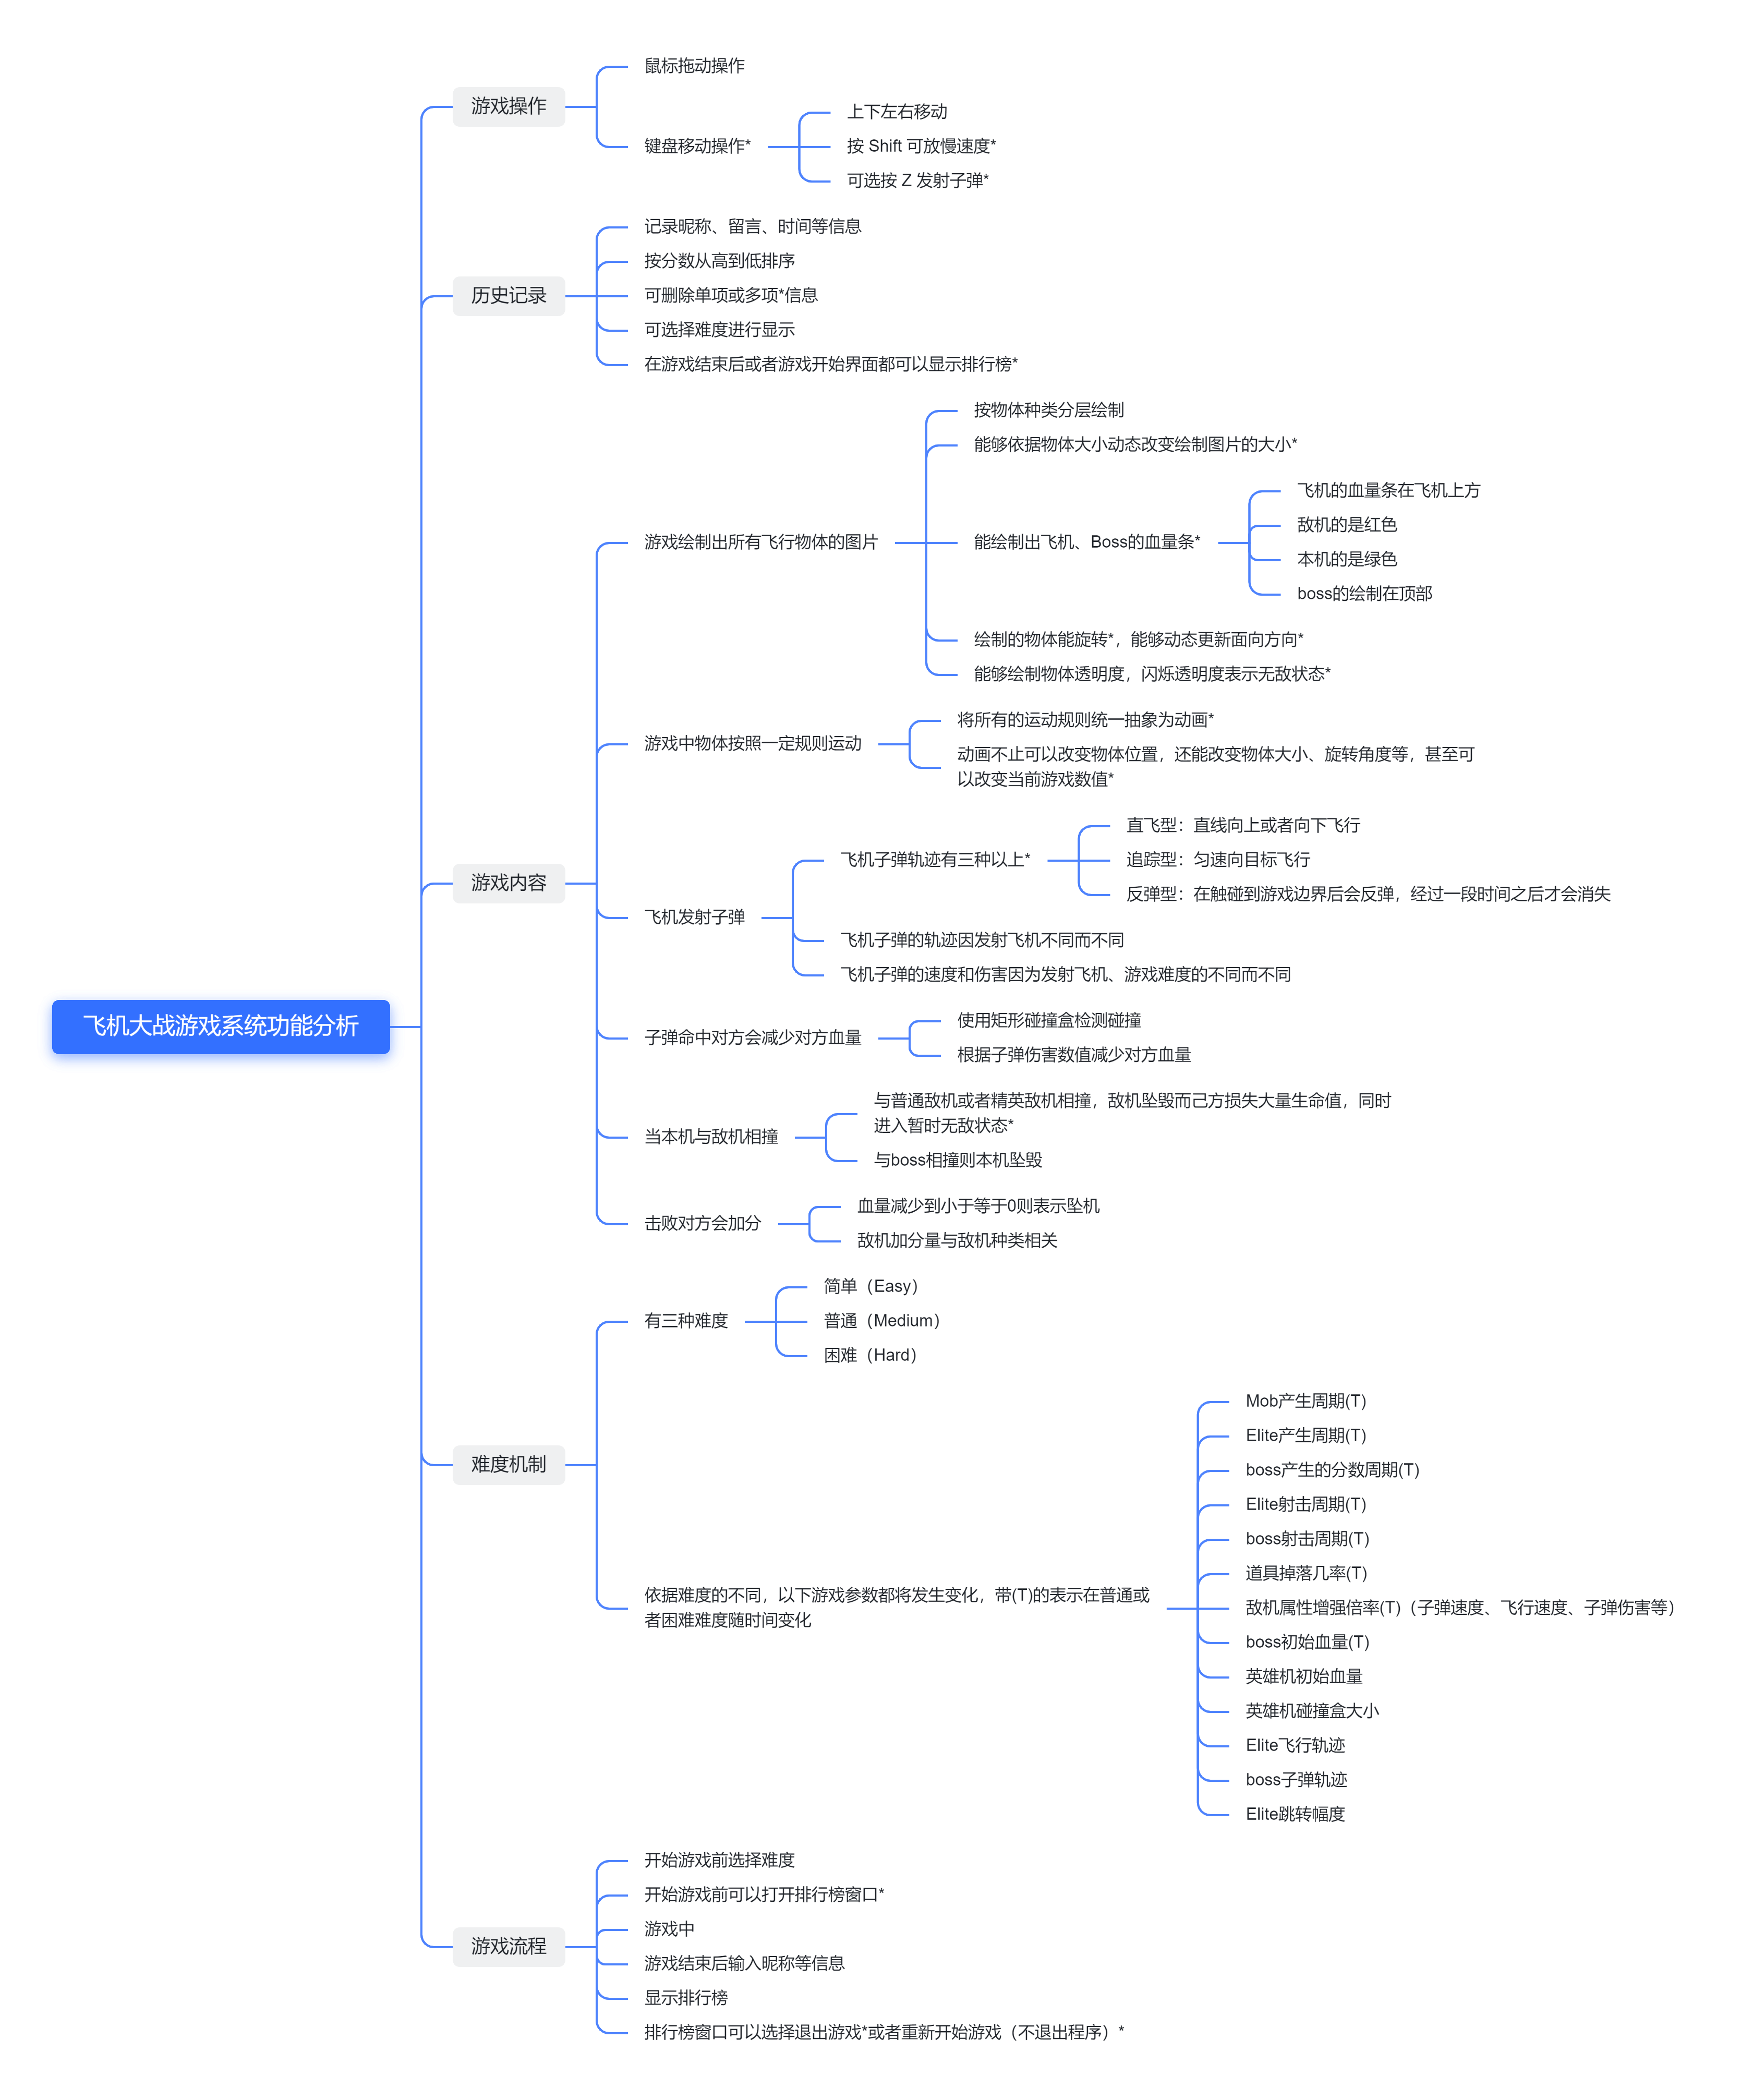 飞机大战游戏系统功能分析
游戏操作
鼠标拖动操作
键盘移动操作*
上下左右移动
按 Shift 可放慢速度*
可选按 Z 发射子弹*
历史记录
记录昵称、留言、时间等信息
按分数从高到低排序
可删除单项或多项*信息
可选择难度进行显示
在游戏结束后或者游戏开始界面都可以显示排行榜*
游戏内容
游戏绘制出所有飞行物体的图片
按物体种类分层绘制
能够依据物体大小动态改变绘制图片的大小*
能绘制出飞机、Boss的血量条*
飞机的血量条在飞机上方
敌机的是红色
本机的是绿色
boss的绘制在顶部
绘制的物体能旋转*，能够动态更新面向方向*
能够绘制物体透明度，闪烁透明度表示无敌状态*
游戏中物体按照一定规则运动
将所有的运动规则统一抽象为动画*
动画不止可以改变物体位置，还能改变物体大小、旋转角度等，甚至可
以改变当前游戏数值*
飞机发射子弹
飞机子弹轨迹有三种以上*
直飞型：直线向上或者向下飞行
追踪型：匀速向目标飞行
反弹型：在触碰到游戏边界后会反弹，经过一段时间之后才会消失
飞机子弹的轨迹因发射飞机不同而不同
飞机子弹的速度和伤害因为发射飞机、游戏难度的不同而不同
子弹命中对方会减少对方血量
使用矩形碰撞盒检测碰撞
根据子弹伤害数值减少对方血量
当本机与敌机相撞
与普通敌机或者精英敌机相撞，敌机坠毁而己方损失大量生命值，同时
进入暂时无敌状态*
与boss相撞则本机坠毁
击败对方会加分
血量减少到小于等于0则表示坠机
敌机加分量与敌机种类相关
难度机制
有三种难度
简单（Easy）
普通（Medium）
困难（Hard）
依据难度的不同，以下游戏参数都将发生变化，带(T)的表示在普通或
者困难难度随时间变化
Mob产生周期(T)
Elite产生周期(T)
boss产生的分数周期(T)
Elite射击周期(T)
boss射击周期(T)
道具掉落几率(T)
敌机属性增强倍率(T)（子弹速度、飞行速度、子弹伤害等）
boss初始血量(T)
英雄机初始血量
英雄机碰撞盒大小
Elite飞行轨迹
boss子弹轨迹
Elite跳转幅度
游戏流程
开始游戏前选择难度
开始游戏前可以打开排行榜窗口*
游戏中
游戏结束后输入昵称等信息
显示排行榜
排行榜窗口可以选择退出游戏*或者重新开始游戏（不退出程序）*